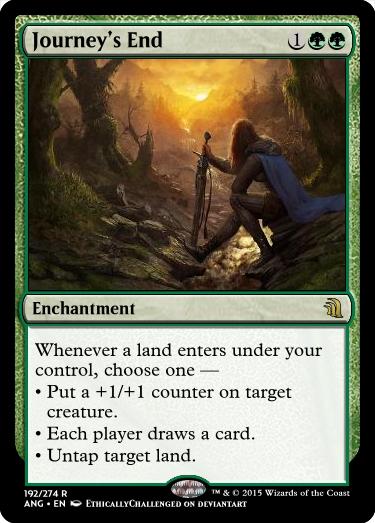 Journey's End 1
Enchantment
Whenever a land enters under your
control, choose one —
• Put a +1/+1 counter on target
creature.
• Each player draws a card.
• Untap target land.
192/274 R
ANG • EN EthicallyChallenged on deviantart
™ & © 2015 Wizards of the Coast